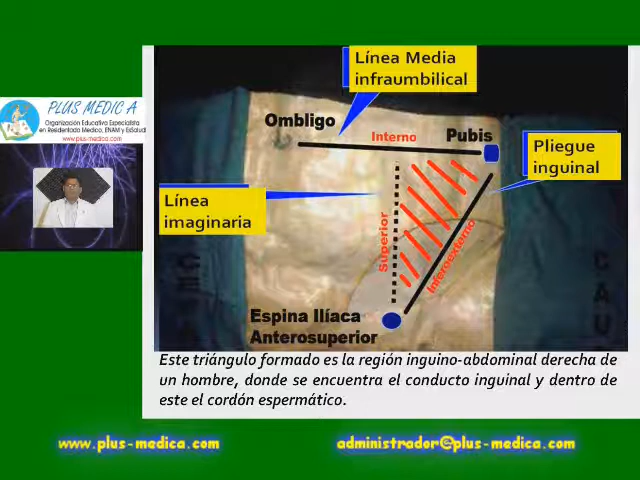 PLUS MEDIC A
Organización Educativa Especialista
en Residentado Medico, ENAM y EsSalud
www.plus-medica.com
Línea Media
infraumbilical
Ombligo
Interno
Pubis
Pliegue
inguinal
Línea
imaginaria
Superior
Inferoexterno
Espina Ilíaca
Anterosuperior
Este triángulo formado es la región inguino-abdominal derecha de
un hombre, donde se encuentra el conducto inguinal y dentro de
este el cordón espermático.
www.plus-medica.com
administrador@plus-medica.com